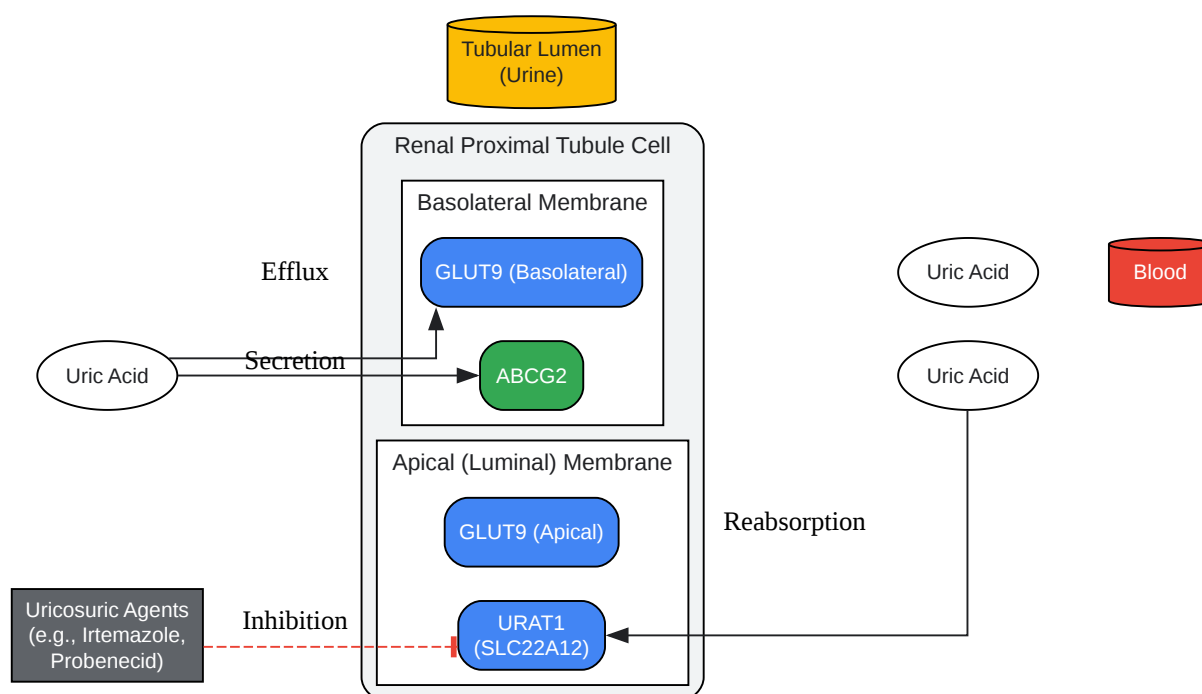 Tubular Lumen
(Urine)
Renal Proximal Tubule Cell
Basolateral Membrane
GLUT9 (Basolateral)
Efflux
Uric Acid
Blood
Uric Acid
Secretion
ABCG2
Uric Acid
Apical (Luminal) Membrane
GLUT9 (Apical)
Reabsorption
Uricosuric Agents
(e.g., Irtemazole,
Probenecid)
Inhibition
URAT1
(SLC22A12)